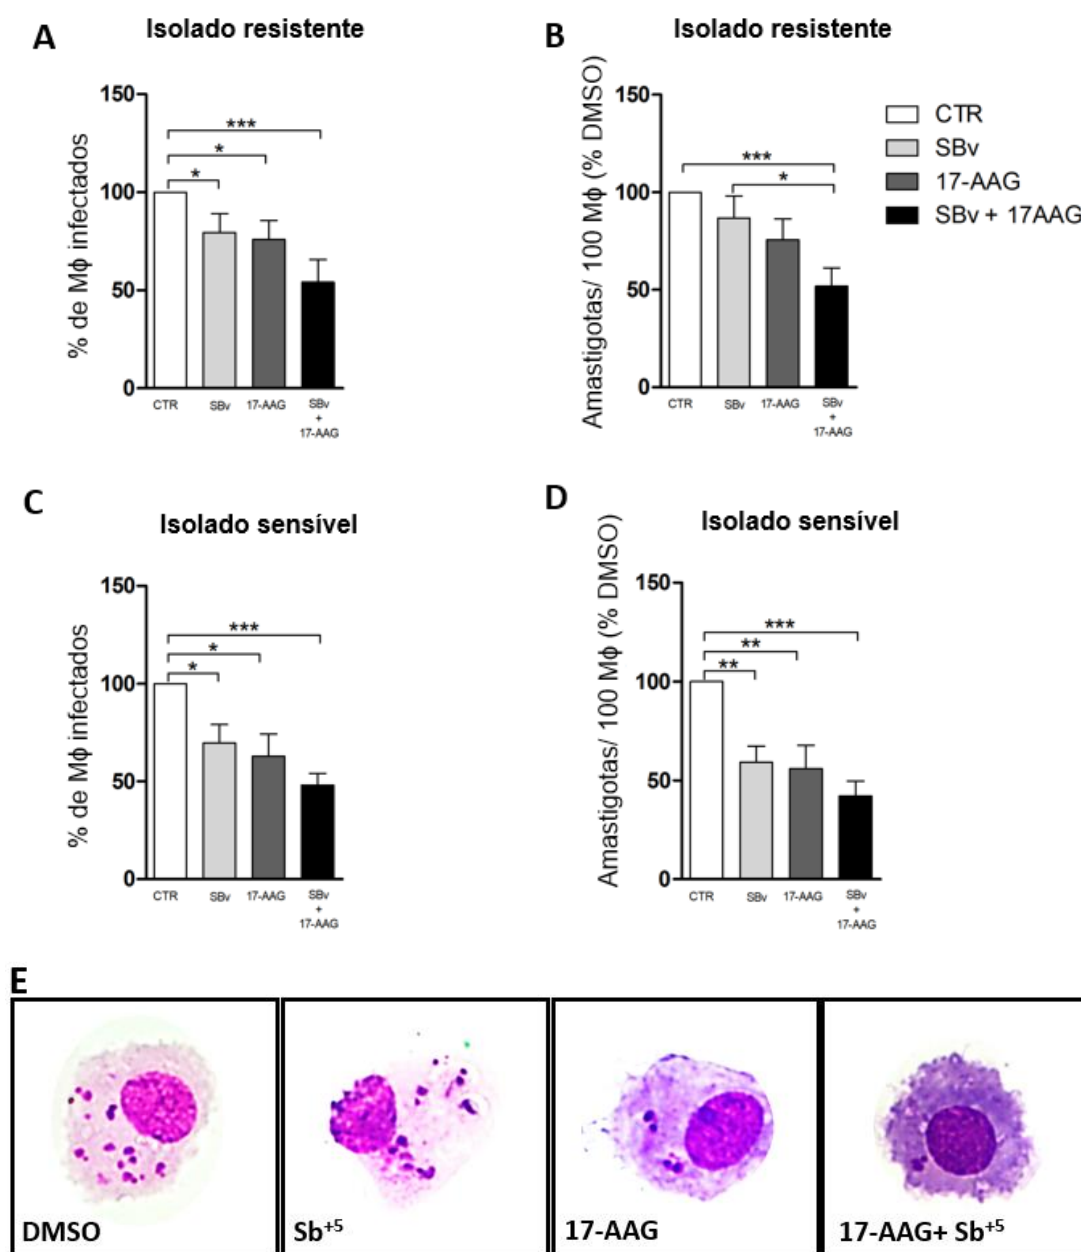 A
Isolado resistente
% de Mϕ infectados
150
100
50
0
***
*
*
CTR
SBv
17-AAG
SBv
+
17-AAG
B
Isolado resistente
Amastigotas/ 100 Mϕ (% DMSO)
150
100
50
0
***
*
CTR
SBv
17-AAG
SBv
+
17-AAG
CTR
SBv
17-AAG
SBv + 17AAG
C
Isolado sensível
% de Mϕ infectados
150
100
50
0
***
*
*
CTR
SBv
17-AAG
SBv
+
17-AAG
D
Isolado sensível
Amastigotas/ 100 Mϕ (% DMSO)
150
100
50
0
***
**
**
CTR
SBv
17-AAG
SBv
+
17-AAG
E
DMSO
Sb⁺⁵
17-AAG
17-AAG+ Sb⁺⁵